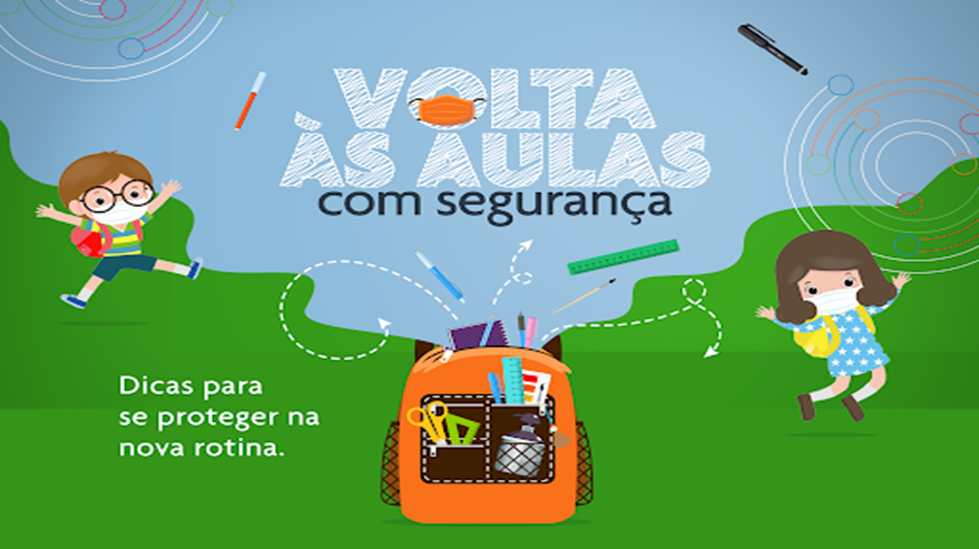 VOLTA
ÀS AULAS
com segurança
Dicas para
se proteger na
nova rotina.